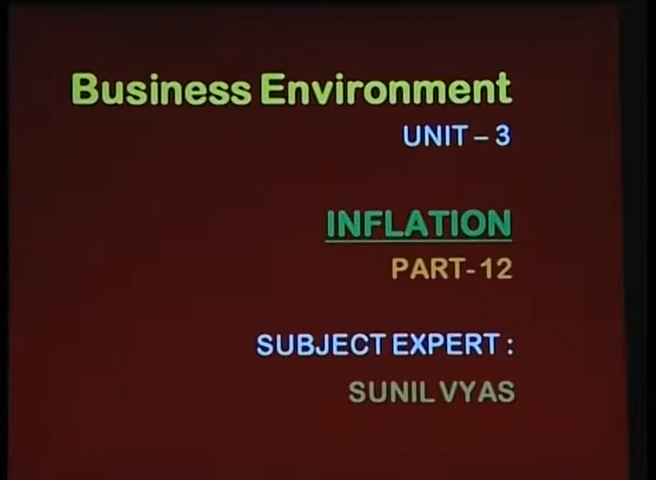 Business Environment
UNIT – 3
INFLATION
PART-12
SUBJECT EXPERT :
SUNIL VYAS